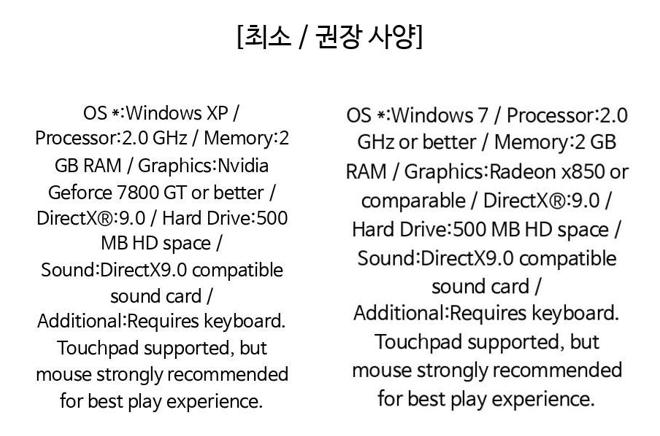 [최소 / 권장 사양]
OS *:Windows XP /
Processor:2.0 GHz / Memory:2
GB RAM / Graphics:Nvidia
Geforce 7800 GT or better /
DirectX®:9.0 / Hard Drive:500
MB HD space /
Sound:DirectX9.0 compatible
sound card /
Additional:Requires keyboard.
Touchpad supported, but
mouse strongly recommended
for best play experience.
OS *:Windows 7 / Processor:2.0
GHz or better / Memory:2 GB
RAM / Graphics:Radeon x850 or
comparable / DirectX®:9.0 /
Hard Drive:500 MB HD space /
Sound:DirectX9.0 compatible
sound card /
Additional:Requires keyboard.
Touchpad supported, but
mouse strongly recommended
for best play experience.